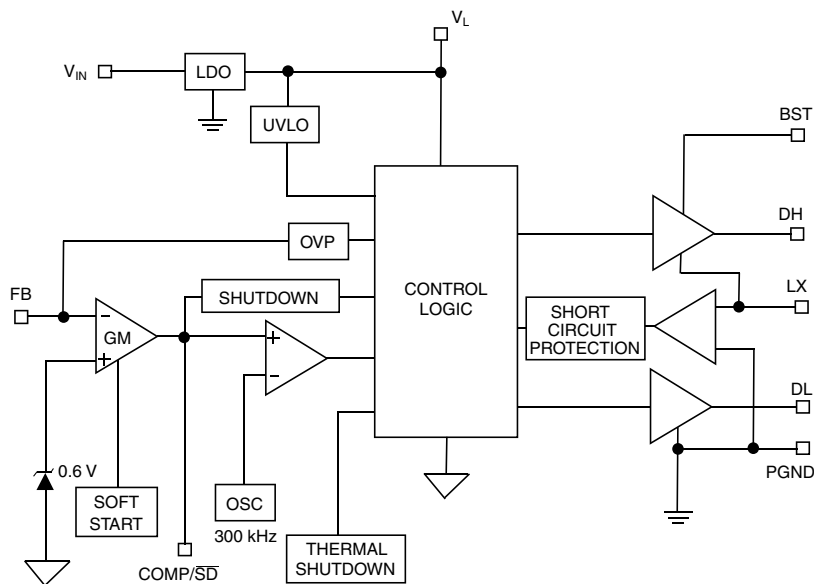 V_L
V_IN
LDO
UVLO
BST
DH
OVP
FB
SHUTDOWN
CONTROL
LOGIC
LX
SHORT
CIRCUIT
PROTECTION
−
GM
+
+
−
DL
0.6 V
PGND
SOFT
START
OSC
300 kHz
THERMAL
SHUTDOWN
COMP/S̅D̅